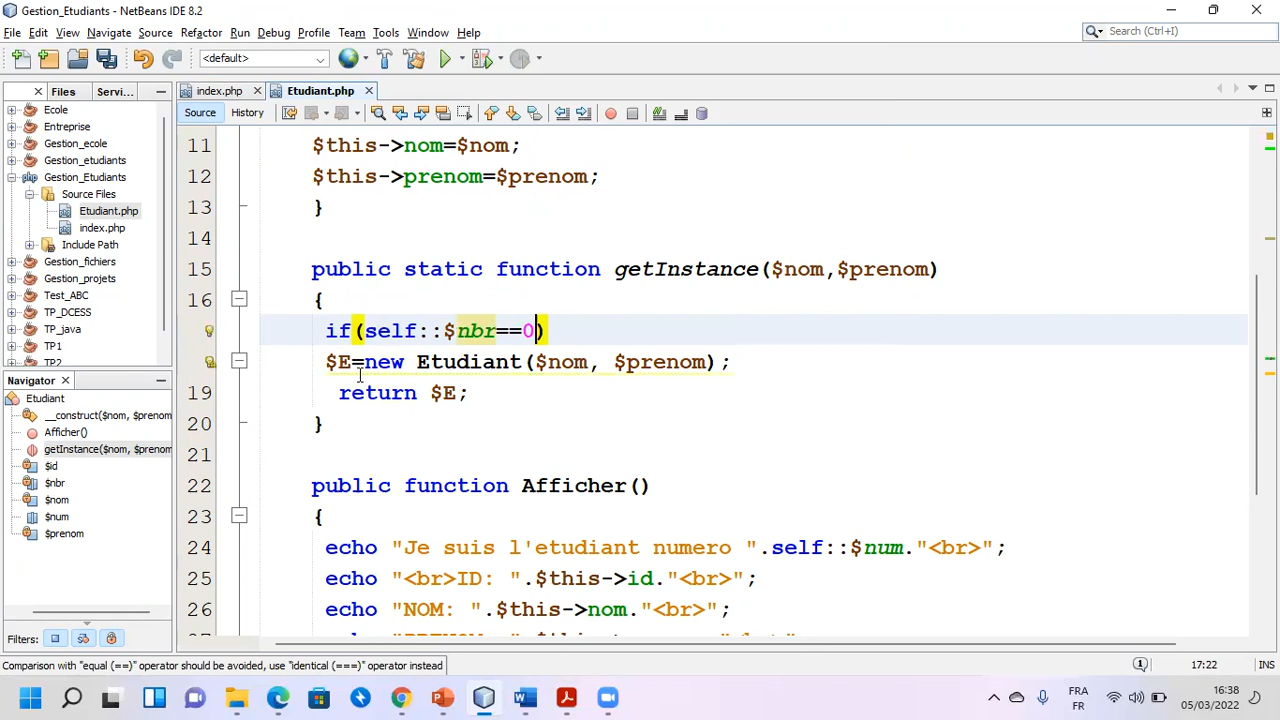 Gestion_Etudiants - NetBeans IDE 8.2
File Edit View Navigate Source Refactor Run Debug Profile Team Tools Window Help
Search (Ctrl+I)
<default>
Files Servi...
index.php Etudiant.php
Source History
Ecole
Entreprise
Gestion_ecole
Gestion_etudiants
Gestion_Etudiants
Source Files
Etudiant.php
index.php
Include Path
Gestion_fichiers
Gestion_projets
Test_ABC
TP_DCESS
TP_java
TP1
TP2
Navigator
Etudiant
__construct($nom, $prenom
Afficher()
getInstance($nom, $prenom
$id
$nbr
$nom
$num
$prenom
Filters:
11 $this->nom=$nom;
12 $this->prenom=$prenom;
13 }
14
15 public static function getInstance($nom,$prenom)
16 {
if(self::$nbr==0)
$E=new Etudiant($nom, $prenom);
19 return $E;
20 }
21
22 public function Afficher()
23 {
24 echo "Je suis l'etudiant numero ".self::$num."<br>";
25 echo "<br>ID: ".$this->id."<br>";
26 echo "NOM: ".$this->nom."<br>";
Comparison with "equal (==)" operator should be avoided, use "identical (===)" operator instead
1 17:22 INS
FRA
FR
16:38
05/03/2022